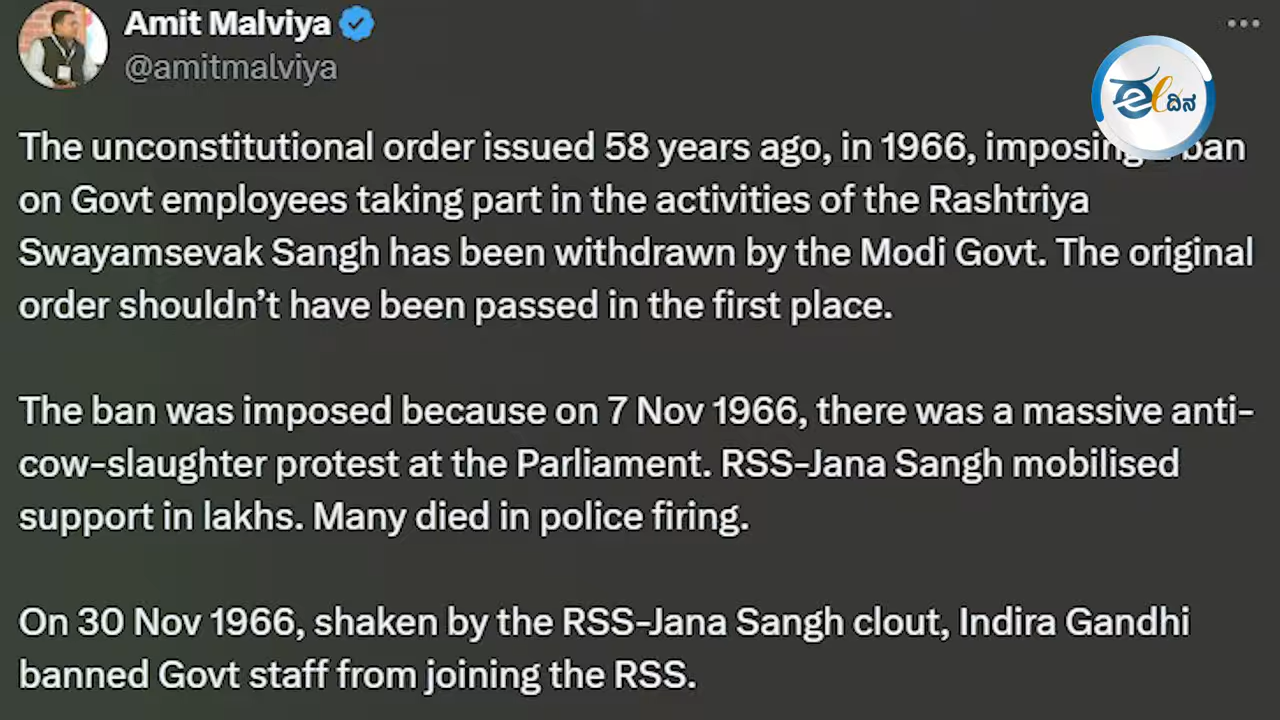 Amit Malviya
@amitmalviya
eدिन
The unconstitutional order issued 58 years ago, in 1966, imposing a ban
on Govt employees taking part in the activities of the Rashtriya
Swayamsevak Sangh has been withdrawn by the Modi Govt. The original
order shouldn’t have been passed in the first place.
The ban was imposed because on 7 Nov 1966, there was a massive anti-
cow-slaughter protest at the Parliament. RSS-Jana Sangh mobilised
support in lakhs. Many died in police firing.
On 30 Nov 1966, shaken by the RSS-Jana Sangh clout, Indira Gandhi
banned Govt staff from joining the RSS.